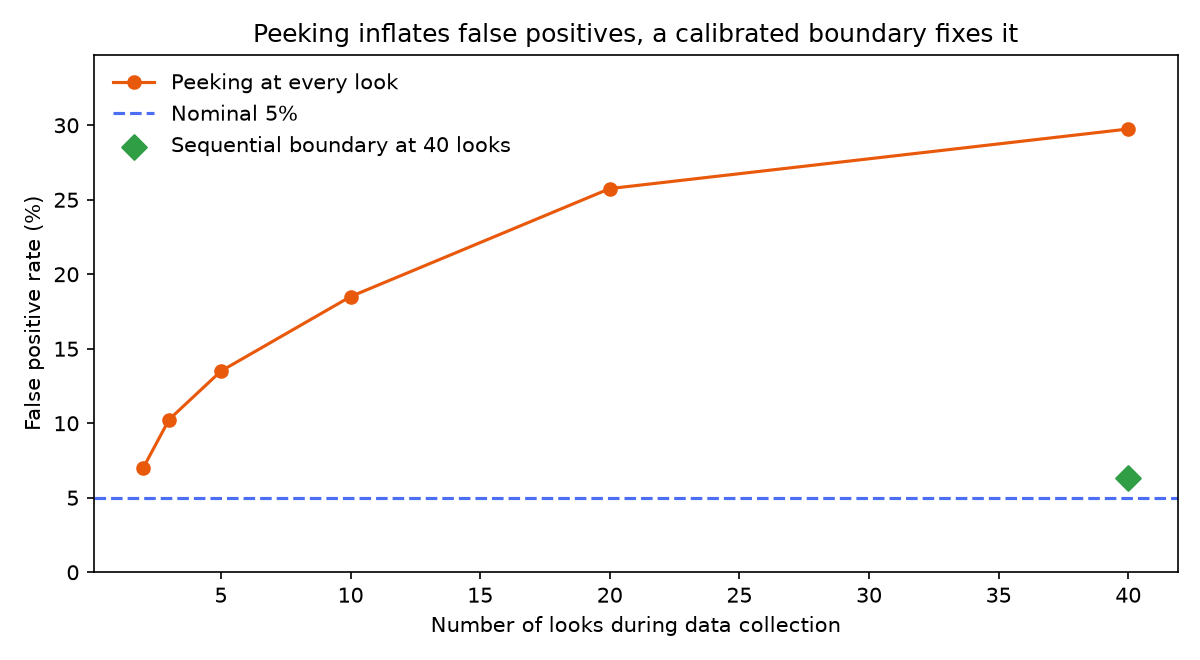 Peeking inflates false positives, a calibrated boundary fixes it
Peeking at every look
Nominal 5%
Sequential boundary at 40 looks
False positive rate (%)
30
25
20
15
10
5
0
5 10 15 20 25 30 35 40
Number of looks during data collection